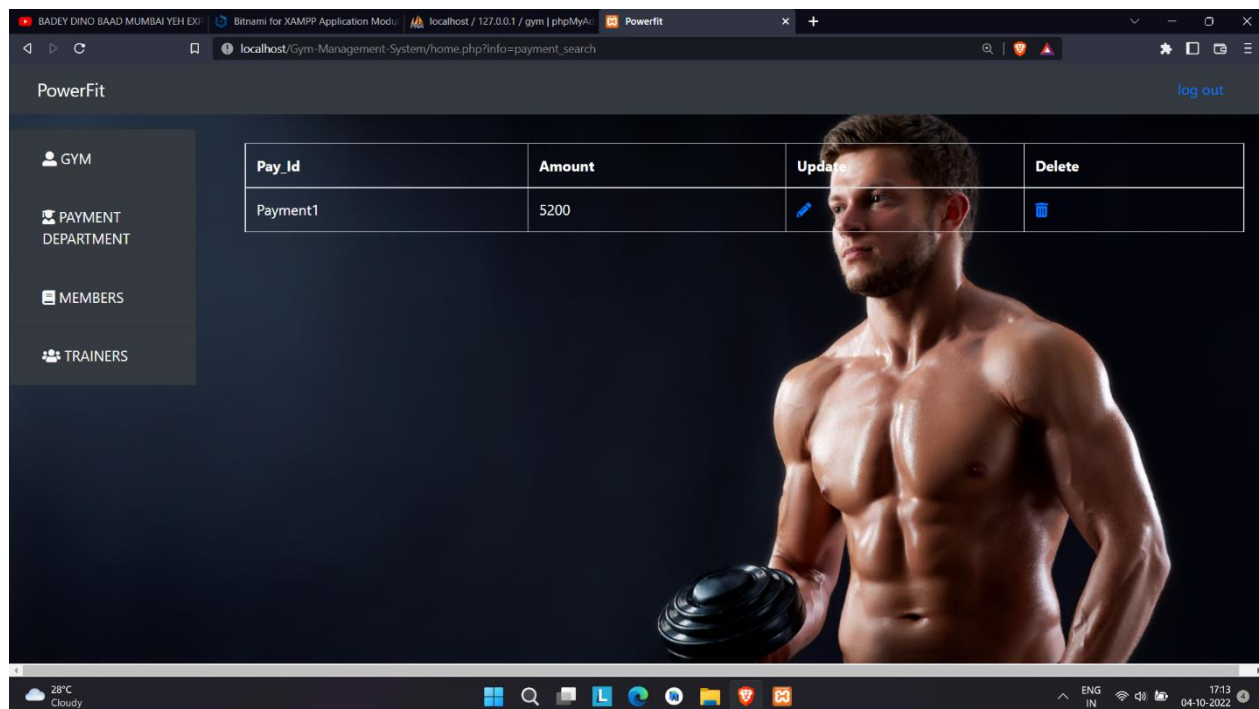 BADEY DINO BAAD MUMBAI YEH EXP
Bitnami for XAMPP Application Modul
localhost / 127.0.0.1 / gym | phpMyAd
Powerfit
localhost/Gym-Management-System/home.php?info=payment_search
PowerFit
log out
GYM
PAYMENT
DEPARTMENT
MEMBERS
TRAINERS
Pay_Id Amount Update Delete
Payment1 5200
28°C
Cloudy
L
ENG
IN
17:13
04-10-2022
4